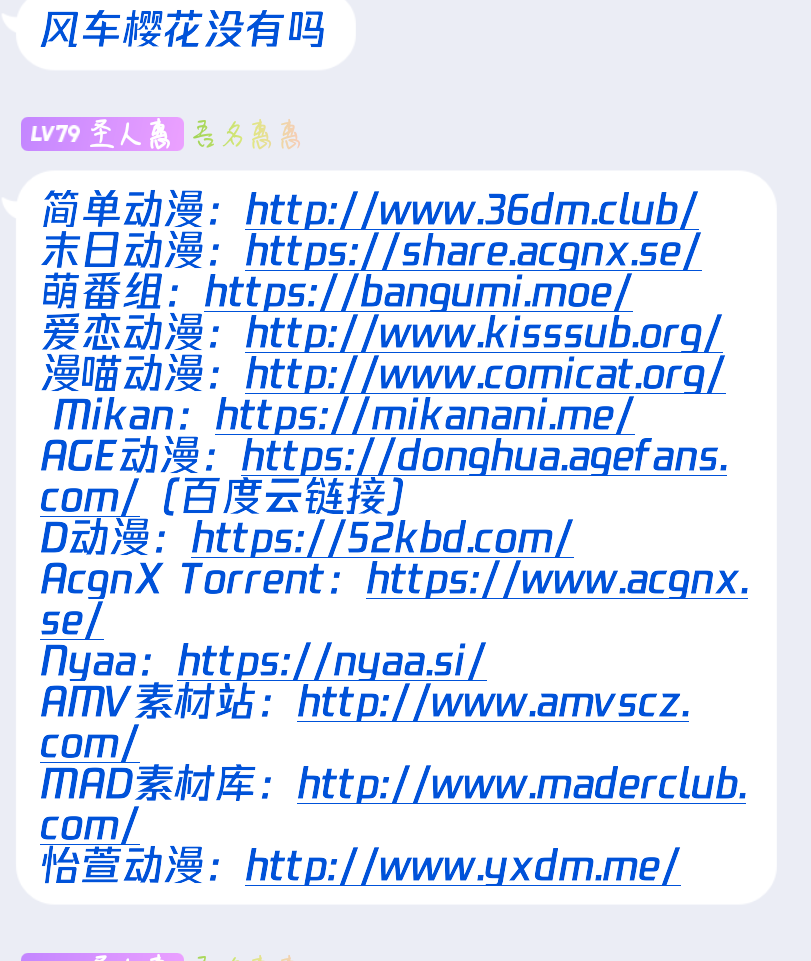 风车樱花没有吗
LV79 圣人惠 吾名惠惠
简单动漫：http://www.36dm.club/
末日动漫：https://share.acgnx.se/
萌番组：https://bangumi.moe/
爱恋动漫：http://www.kisssub.org/
漫喵动漫：http://www.comicat.org/
Mikan：https://mikanani.me/
AGE动漫：https://donghua.agefans.
com/（百度云链接）
D动漫：https://52kbd.com/
AcgnX Torrent：https://www.acgnx.
se/
Nyaa：https://nyaa.si/
AMV素材站：http://www.amvscz.
com/
MAD素材库：http://www.maderclub.
com/
怡萱动漫：http://www.yxdm.me/